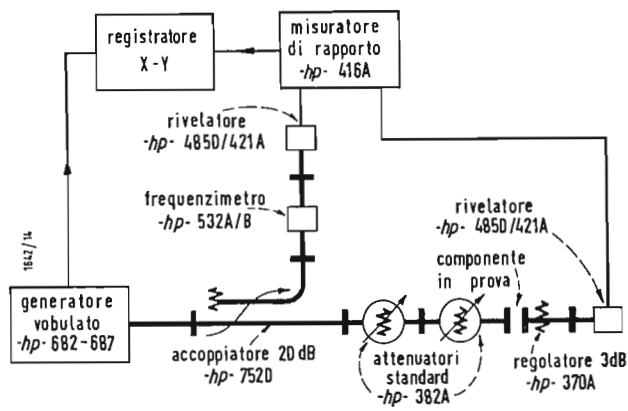 registratore
X-Y
misuratore
di rapporto
-hp- 416A
rivelatore
-hp- 485D/421A
frequenzimetro
-hp- 532A/B
rivelatore
-hp- 485D/421A
componente
in prova
1642/14
generatore
vobulato
-hp- 682-687
accoppiatore 20 dB
-hp- 752D
attenuatori
standard
-hp- 382A
regolatore 3dB
-hp- 370A